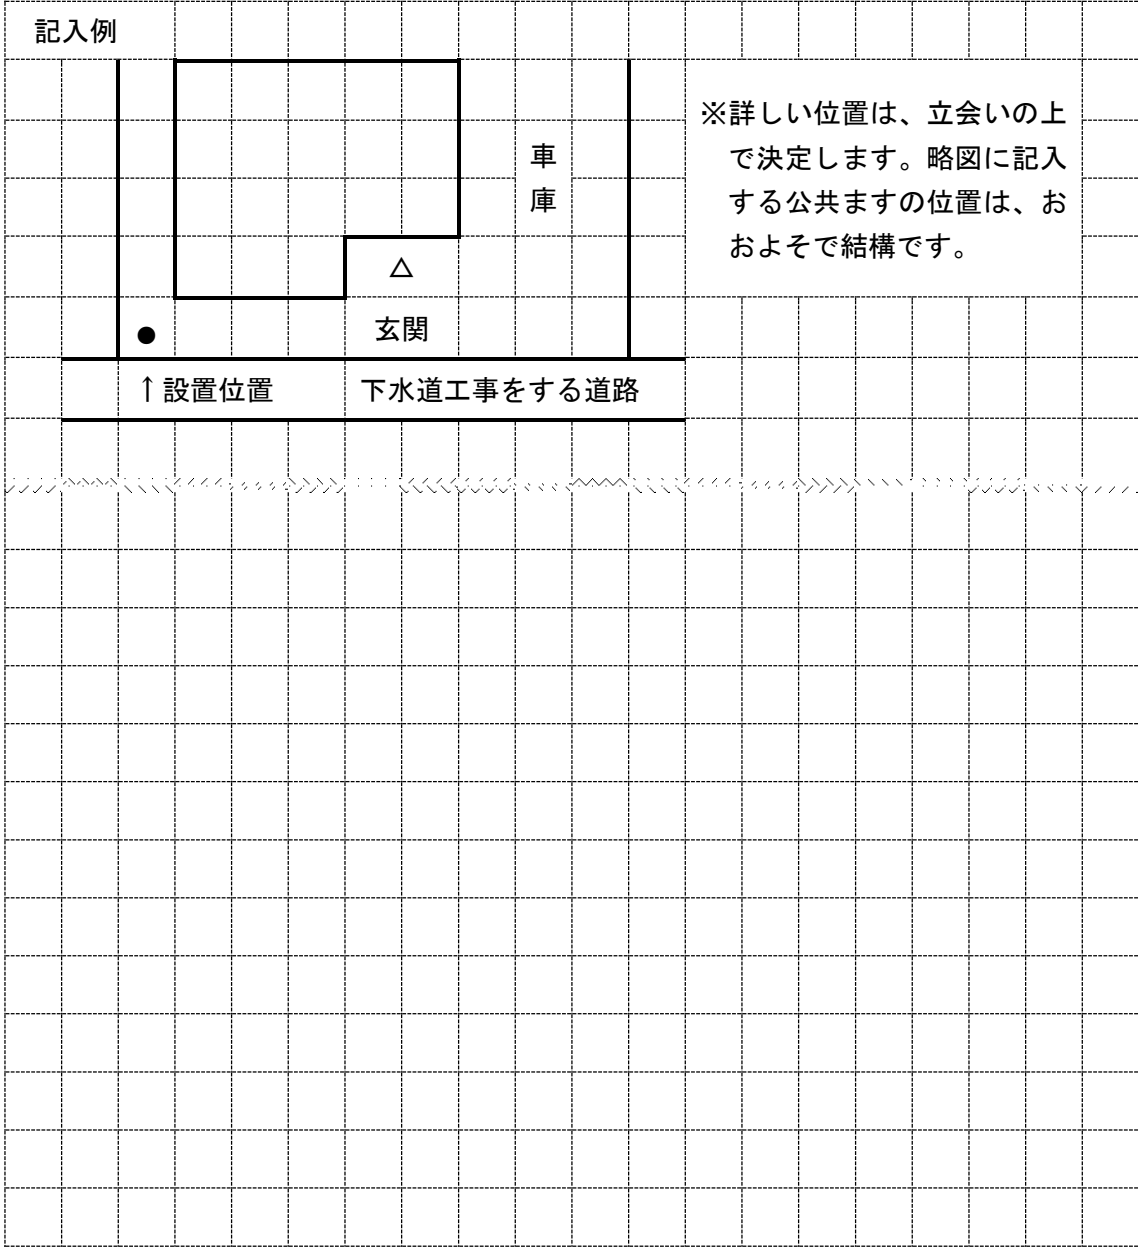 記入例
※詳しい位置は、立会いの上
で決定します。略図に記入
する公共ますの位置は、お
およそで結構です。
車
庫
△
玄関
●
↑設置位置
下水道工事をする道路